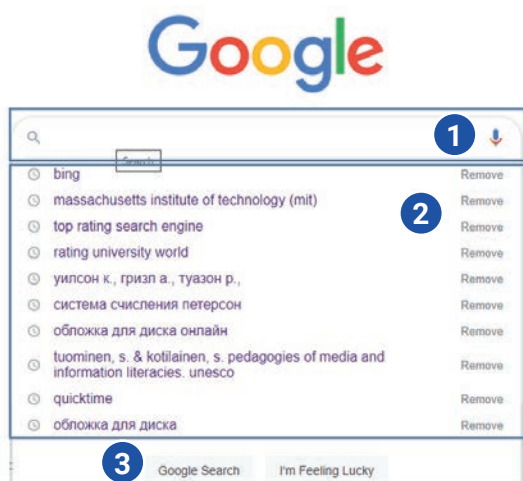 Google
1
Search
bing Remove
massachusetts institute of technology (mit) Remove
2
top rating search engine Remove
rating university world Remove
уилсон к., гризл а., туазон р., Remove
система счисления петерсон Remove
обложка для диска онлайн Remove
tuominen, s. & kotilainen, s. pedagogies of media and
information literacies. unesco Remove
quicktime Remove
обложка для диска Remove
3 Google Search I'm Feeling Lucky